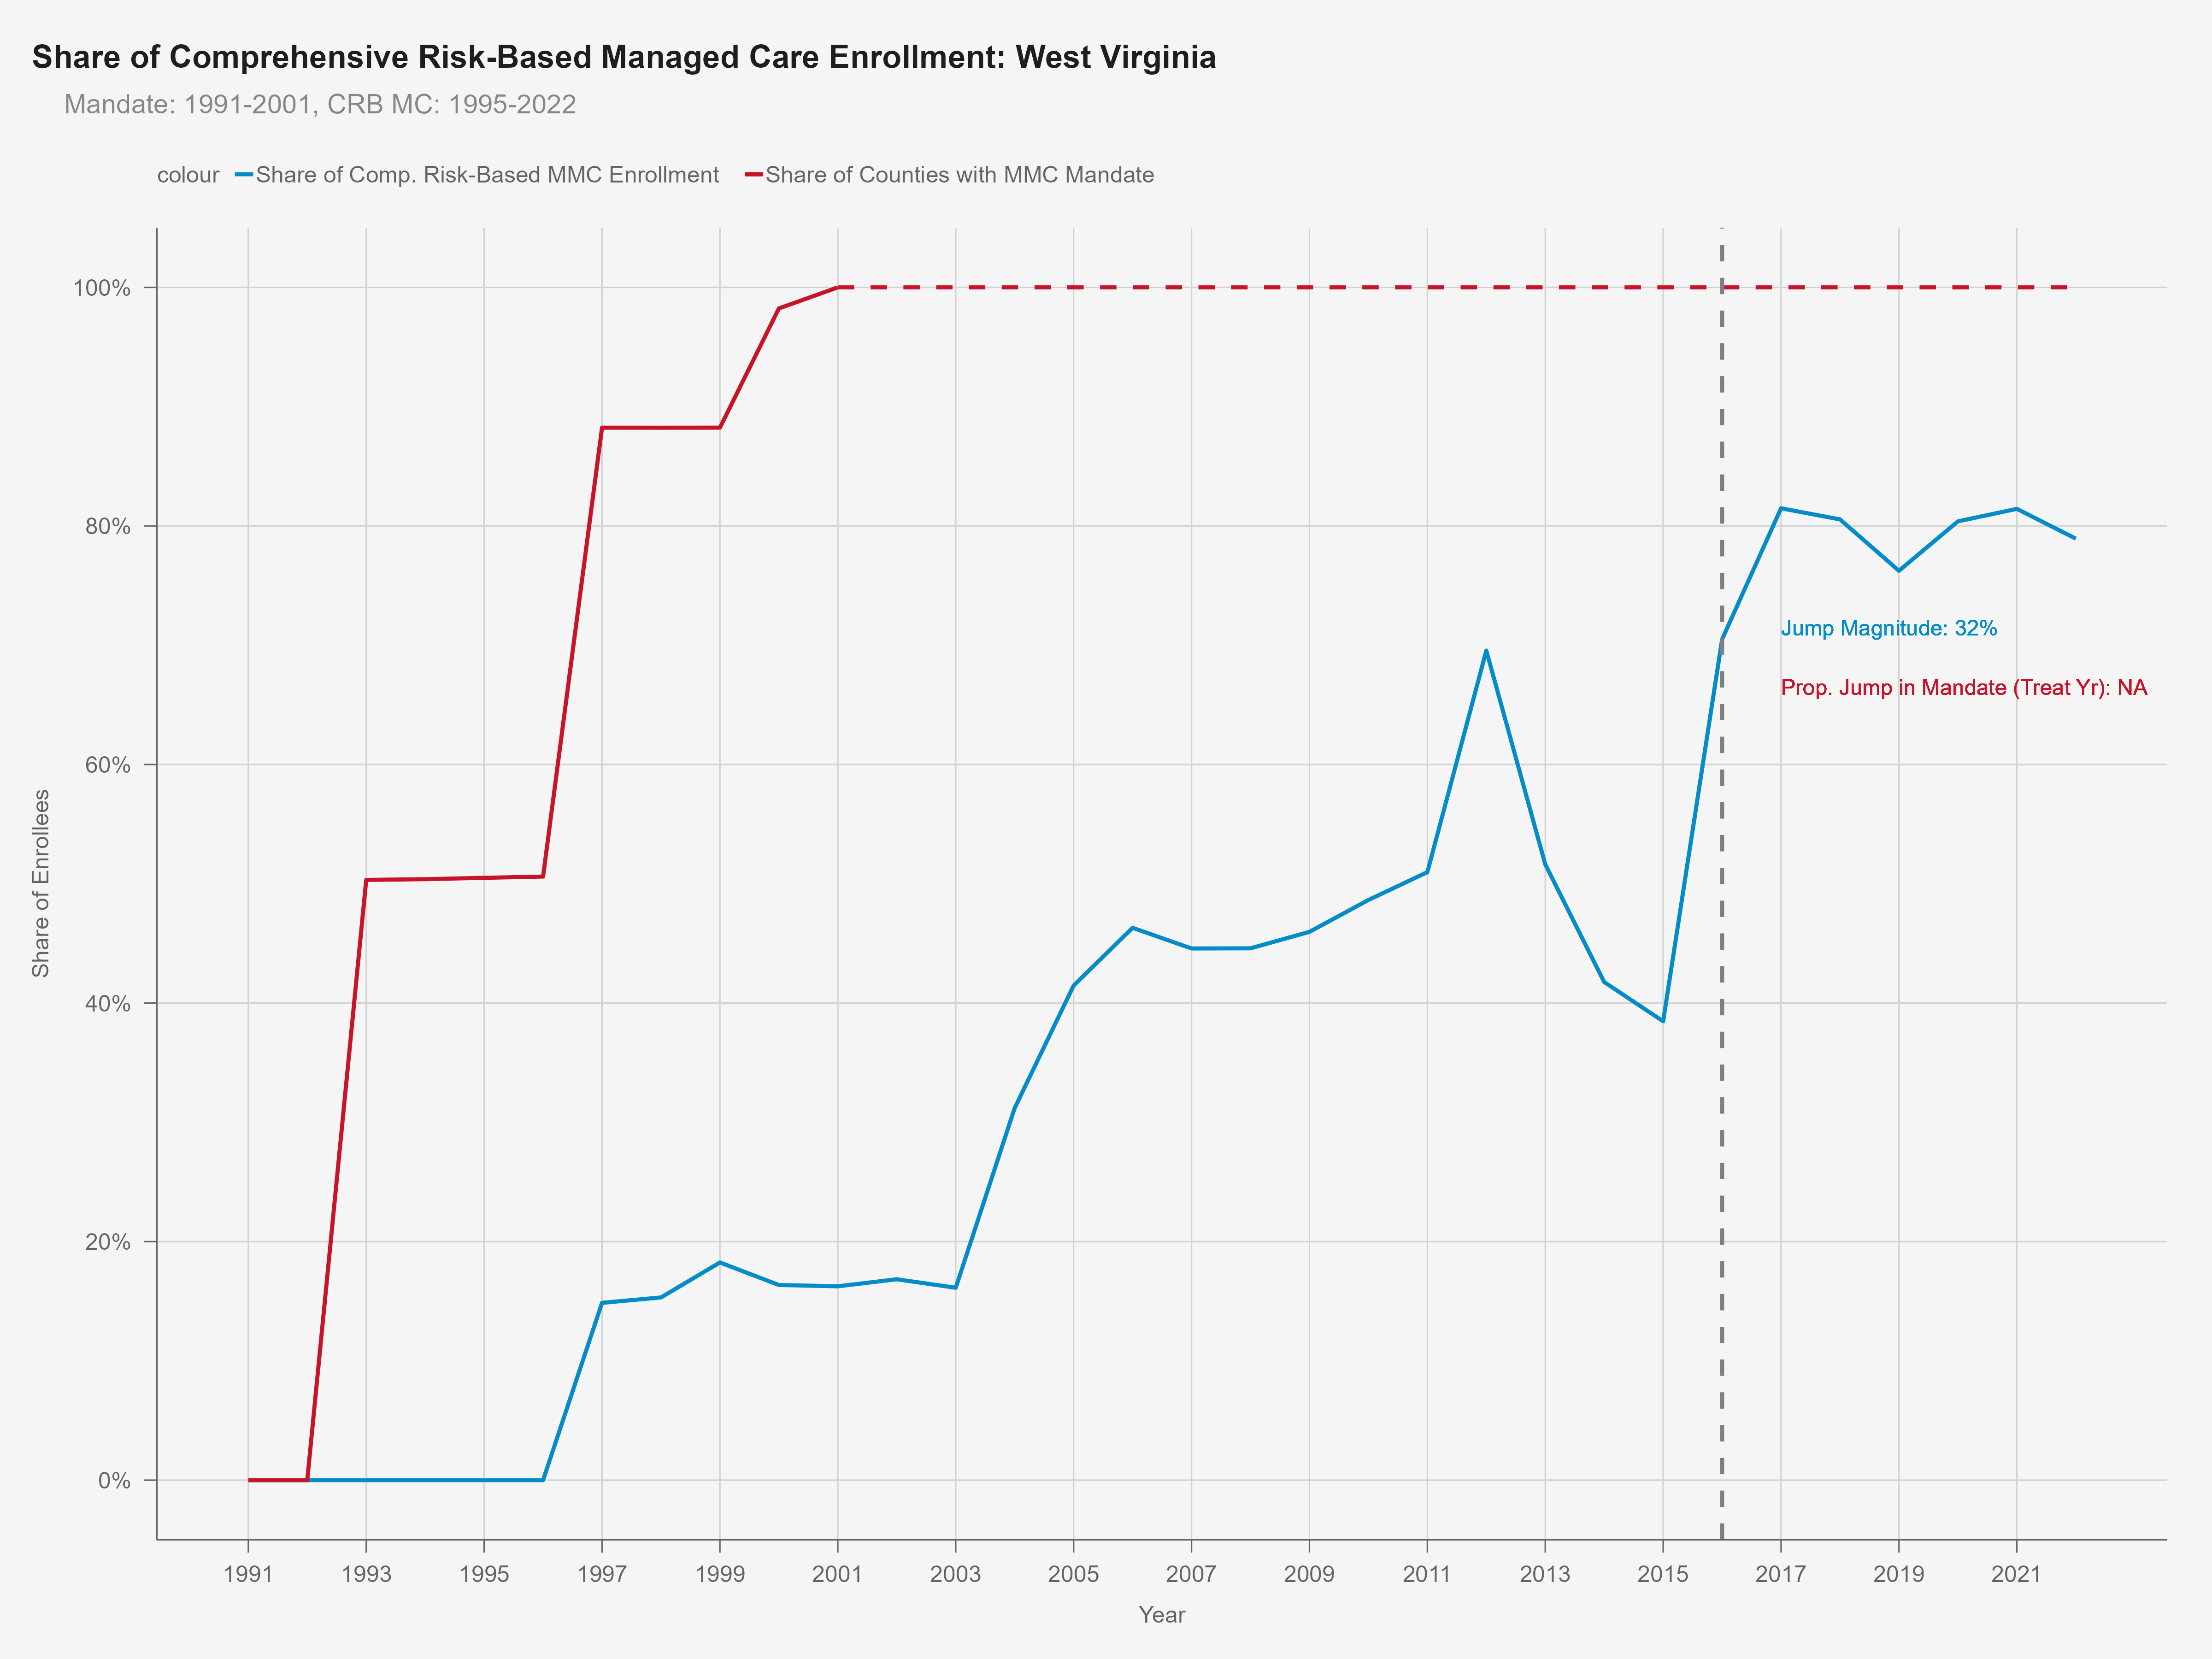 Share of Comprehensive Risk-Based Managed Care Enrollment: West Virginia
Mandate: 1991-2001, CRB MC: 1995-2022
colour Share of Comp. Risk-Based MMC Enrollment Share of Counties with MMC Mandate
100%
80%
60%
40%
20%
0%
Share of Enrollees
Jump Magnitude: 32%
Prop. Jump in Mandate (Treat Yr): NA
1991 1993 1995 1997 1999 2001 2003 2005 2007 2009 2011 2013 2015 2017 2019 2021
Year